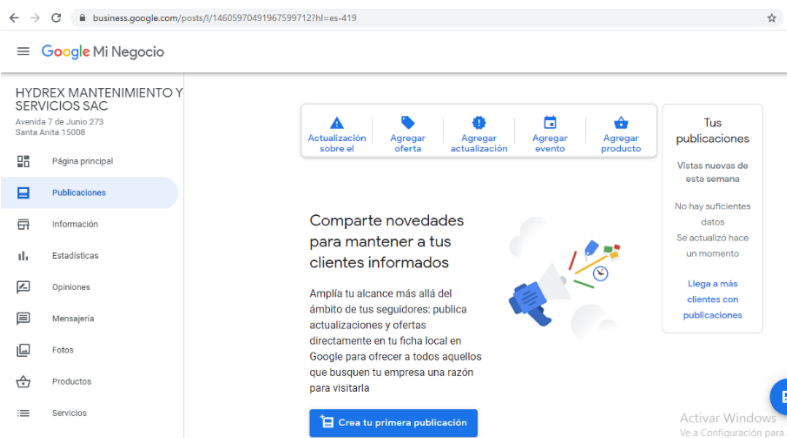 business.google.com/posts/l/14605970491967599712?hl=es-419
Google Mi Negocio
HYDREX MANTENIMIENTO Y
SERVICIOS SAC
Avenida 7 de Junio 273
Santa Anita 15008
Página principal
Publicaciones
Información
Estadísticas
Opiniones
Mensajería
Fotos
Productos
Servicios
Actualización
sobre el
Agregar
oferta
Agregar
actualización
Agregar
evento
Agregar
producto
Comparte novedades
para mantener a tus
clientes informados
Amplía tu alcance más allá del
ámbito de tus seguidores: publica
actualizaciones y ofertas
directamente en tu ficha local en
Google para ofrecer a todos aquellos
que busquen tu empresa una razón
para visitarla
Crea tu primera publicación
Tus
publicaciones
Vistas nuevas de
esta semana
No hay suficientes
datos
Se actualizó hace
un momento
Llega a más
clientes con
publicaciones
Activar Windows
Ve a Configuración para